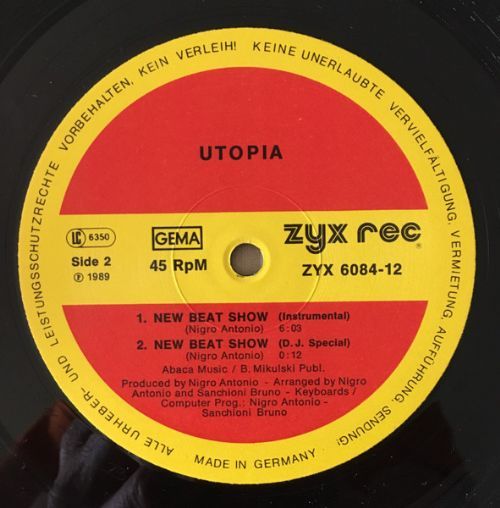 ALLE URHEBER- UND LEISTUNGSSCHUTZRECHTE VORBEHALTEN, KEIN VERLEIH! KEINE UNERLAUBTE VERVIELFÄLTIGUNG, VERMIETUNG, AUFFÜHRUNG, SENDUNG!
UTOPIA
LC 6350
GEMA
zyx rec
®
Side 2
45 RpM
ZYX 6084-12
Ⓟ 1989
1. NEW BEAT SHOW (Instrumental)
(Nigro Antonio) 6:03
2. NEW BEAT SHOW (D.J. Special)
(Nigro Antonio) 0:12
Abaca Music / B. Mikulski Publ.
Produced by Nigro Antonio - Arranged by Nigro
Antonio and Sanchioni Bruno - Keyboards /
Computer Prog.: Nigro Antonio -
Sanchioni Bruno
MADE IN GERMANY